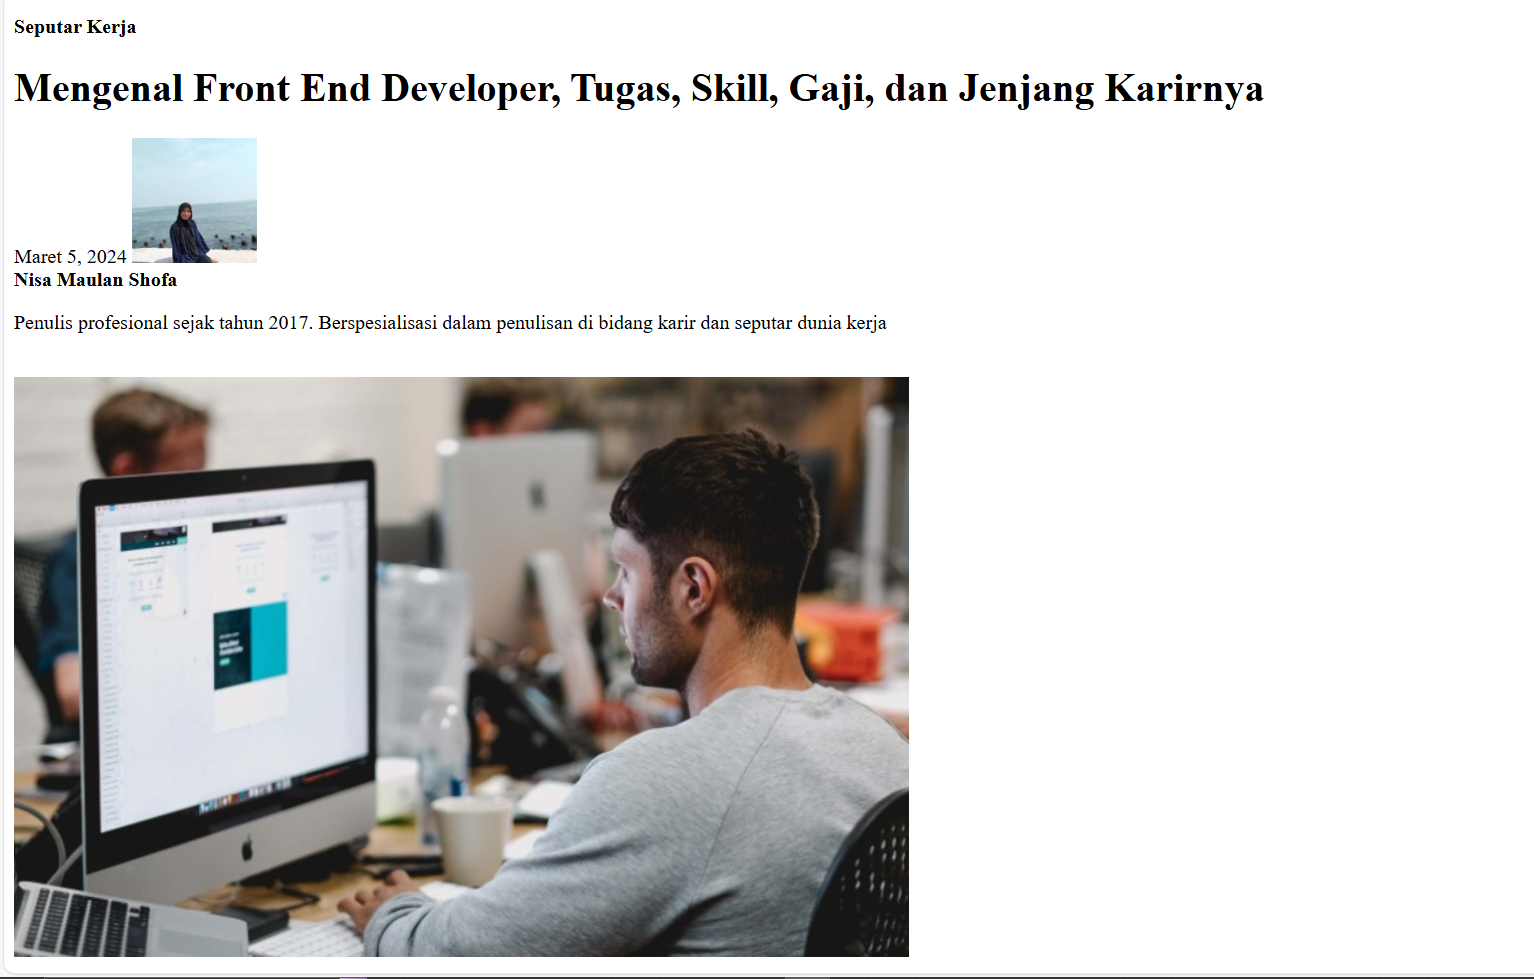 Seputar Kerja
Mengenal Front End Developer, Tugas, Skill, Gaji, dan Jenjang Karirnya
Maret 5, 2024
Nisa Maulan Shofa
Penulis profesional sejak tahun 2017. Berspesialisasi dalam penulisan di bidang karir dan seputar dunia kerja